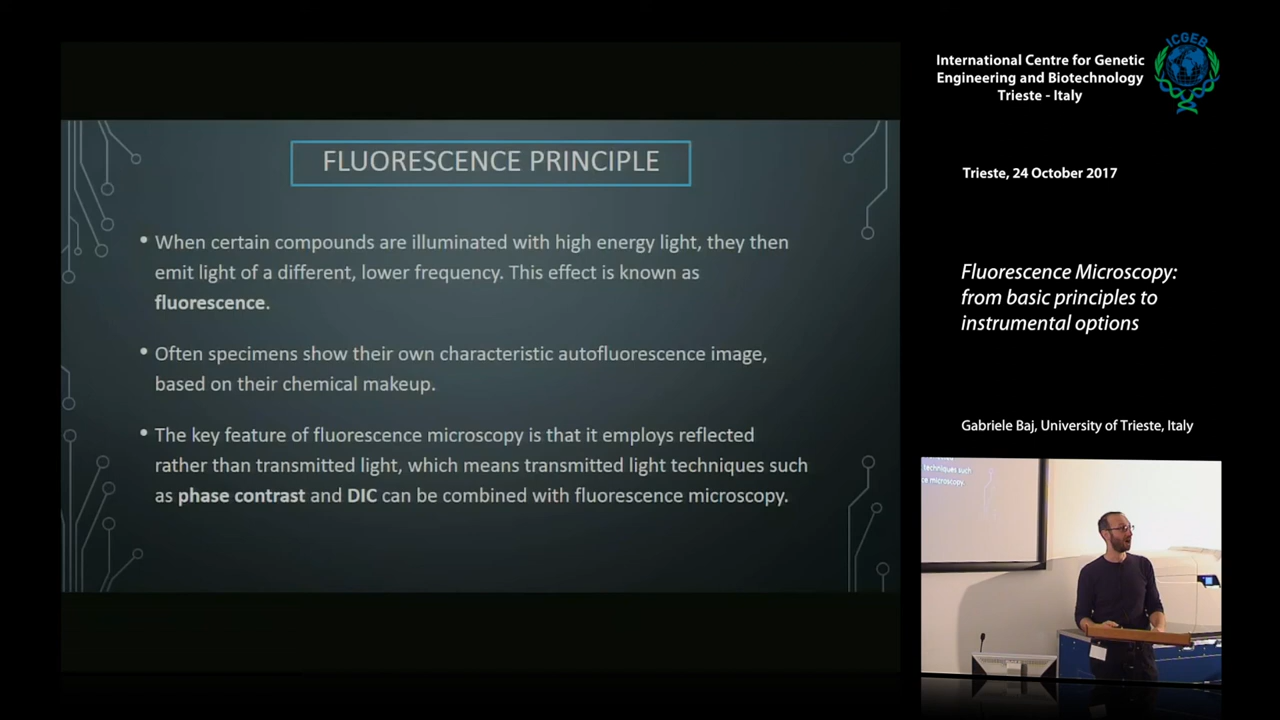 FLUORESCENCE PRINCIPLE
• When certain compounds are illuminated with high energy light, they then
emit light of a different, lower frequency. This effect is known as
fluorescence.
• Often specimens show their own characteristic autofluorescence image,
based on their chemical makeup.
• The key feature of fluorescence microscopy is that it employs reflected
rather than transmitted light, which means transmitted light techniques such
as phase contrast and DIC can be combined with fluorescence microscopy.
International Centre for Genetic
Engineering and Biotechnology
Trieste - Italy
ICGEB
Trieste, 24 October 2017
Fluorescence Microscopy:
from basic principles to
instrumental options
Gabriele Baj, University of Trieste, Italy
techniques such
microscopy